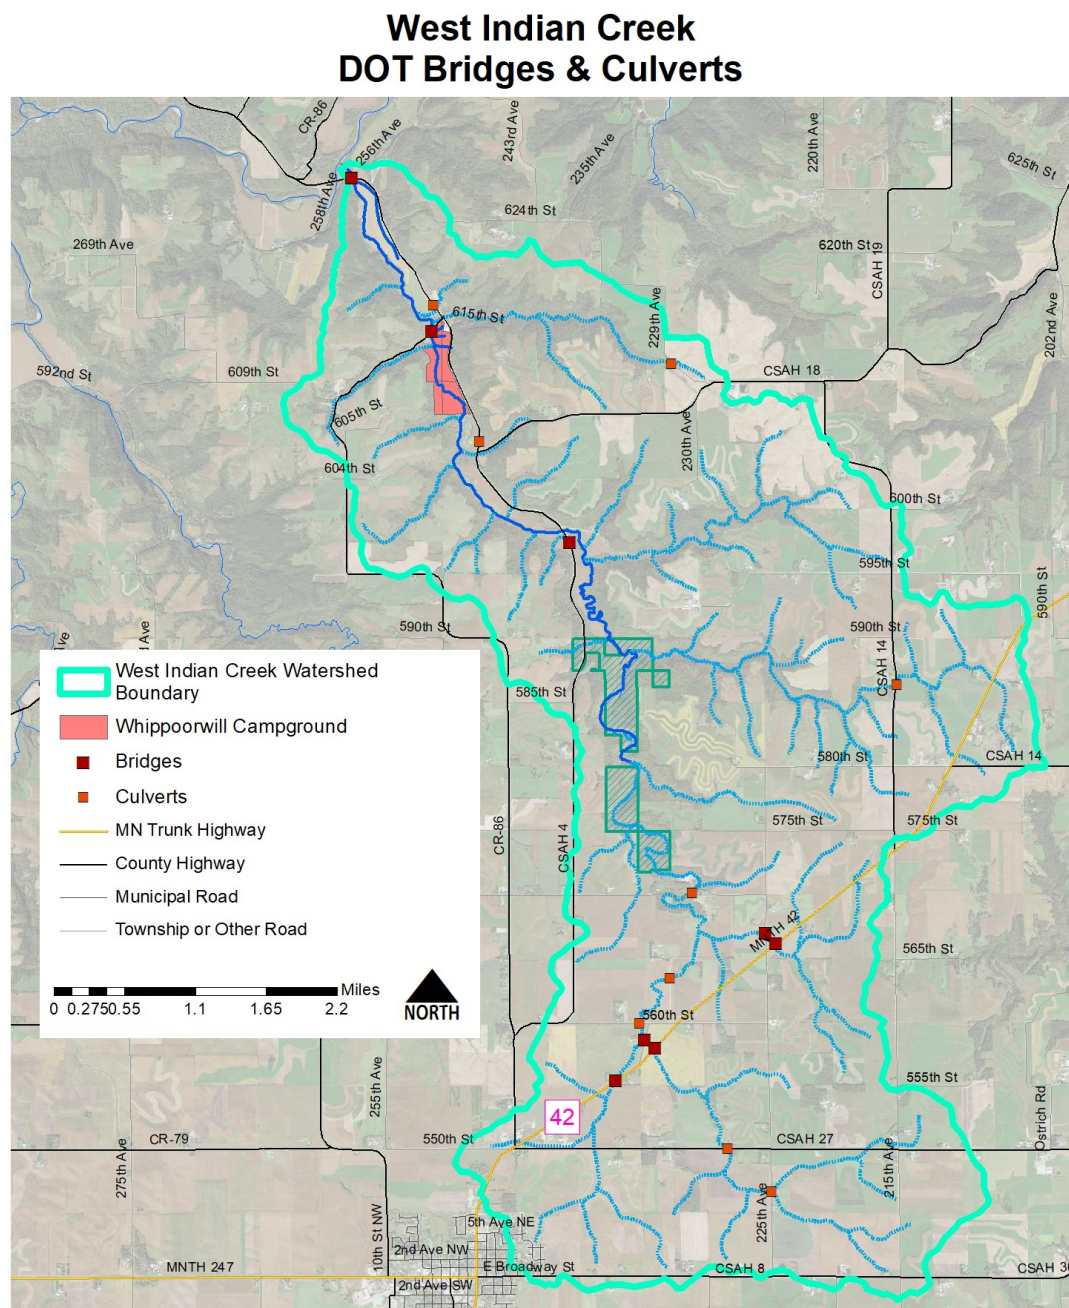 West Indian Creek
DOT Bridges & Culverts
CR-86
256th Ave
243rd Ave
235th Ave
220th Ave
625th St
258th Ave
624th St
269th Ave
620th St
CSAH 19
615th St
229th Ave
202nd Ave
592nd St
609th St
CSAH 18
605th St
230th Ave
604th St
600th St
595th St
590th St
590th St
590th St
CSAH 14
585th St
580th St
CSAH 14
575th St
575th St
CR-86
CSAH 4
MNTH 42
565th St
560th St
555th St
West Indian Creek Watershed
Boundary
Whippoorwill Campground
Bridges
Culverts
MN Trunk Highway
County Highway
Municipal Road
Township or Other Road
Miles
0 0.275 0.55 1.1 1.65 2.2
NORTH
255th Ave
42
Ostrich Rd
CR-79
550th St
CSAH 27
275th Ave
215th Ave
225th Ave
10th St NW
5th Ave NE
2nd Ave NW
MNTH 247
E Broadway St
CSAH 8
CSAH 30
2nd Ave SW